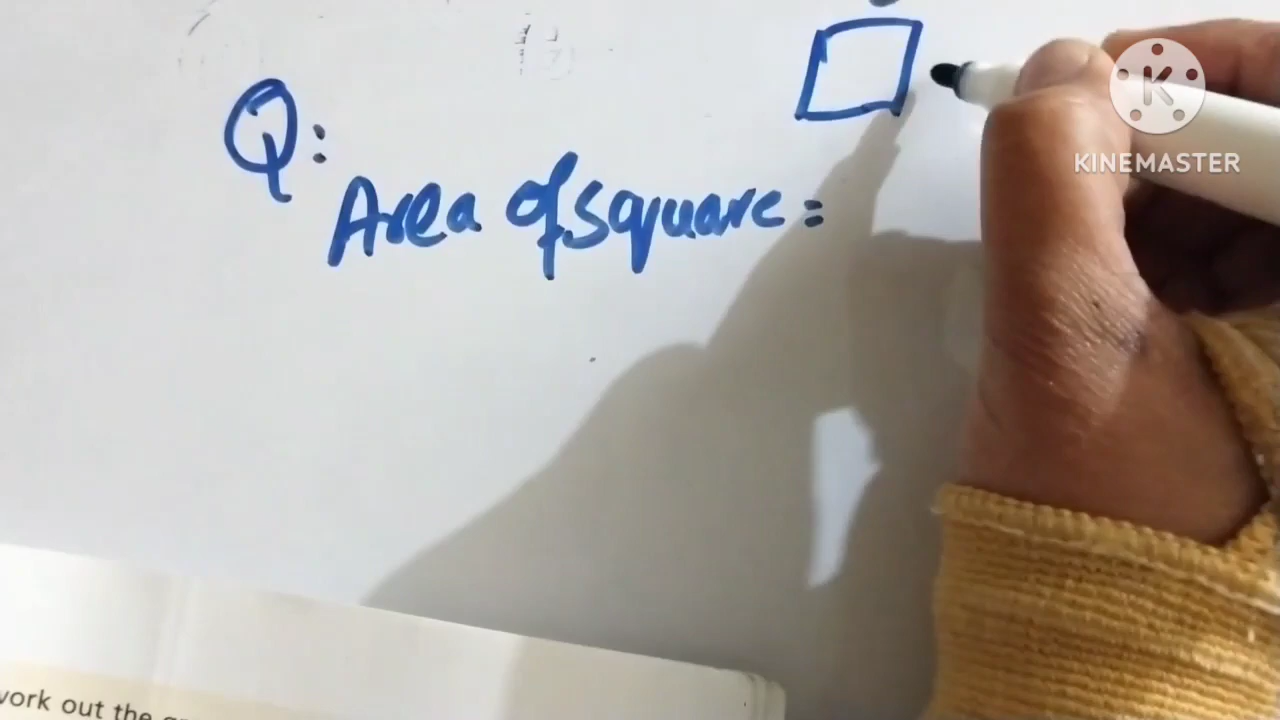 Q:
Area of square =
KINEMASTER
work out the